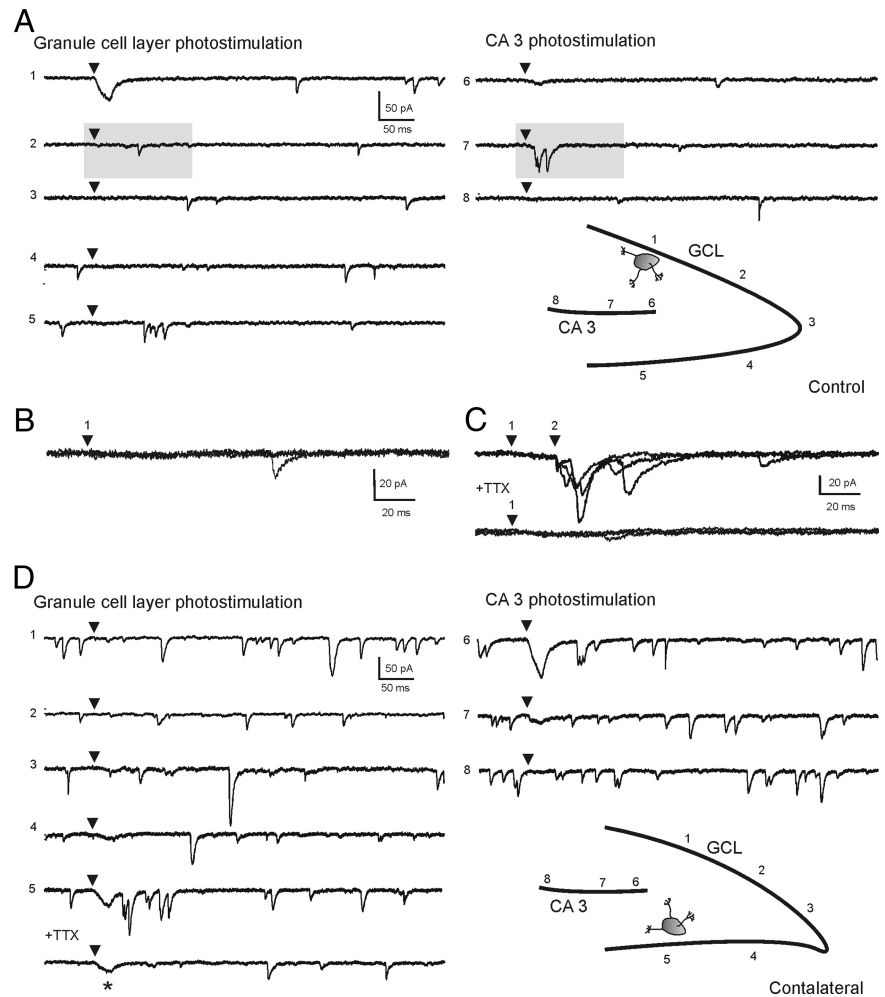 A
Granule cell layer photostimulation
CA 3 photostimulation
1
50 pA
50 ms
2
3
4
5
6
7
8
1
GCL
2
8
7
6
CA 3
3
4
5
Control
B
1
20 pA
20 ms
C
1
2
+TTX
20 pA
20 ms
1
D
Granule cell layer photostimulation
CA 3 photostimulation
1
50 pA
50 ms
2
3
4
5
+TTX
*
6
7
8
1
GCL
2
8
7
6
CA 3
3
5
4
Contalateral